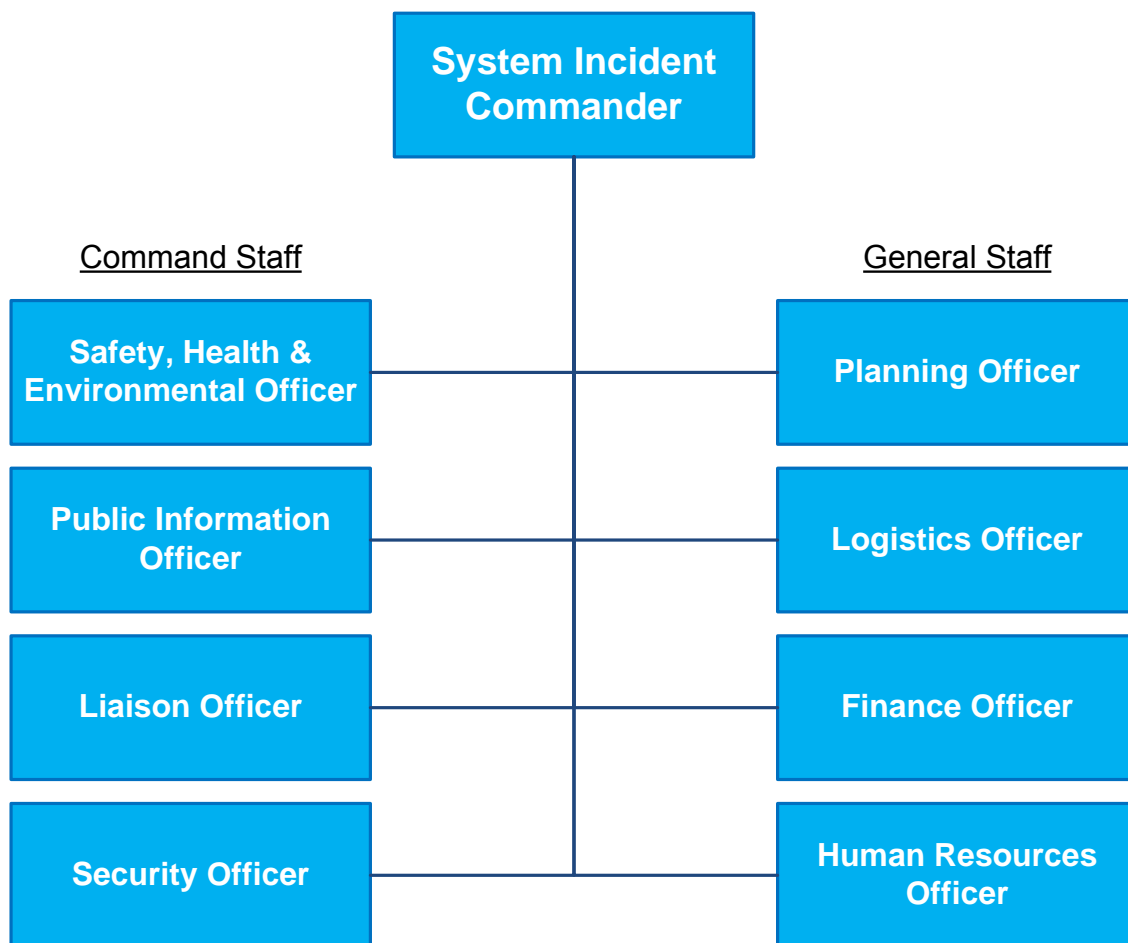 System Incident
Commander
Command Staff
General Staff
Safety, Health &
Environmental Officer
Planning Officer
Public Information
Officer
Logistics Officer
Liaison Officer
Finance Officer
Security Officer
Human Resources
Officer